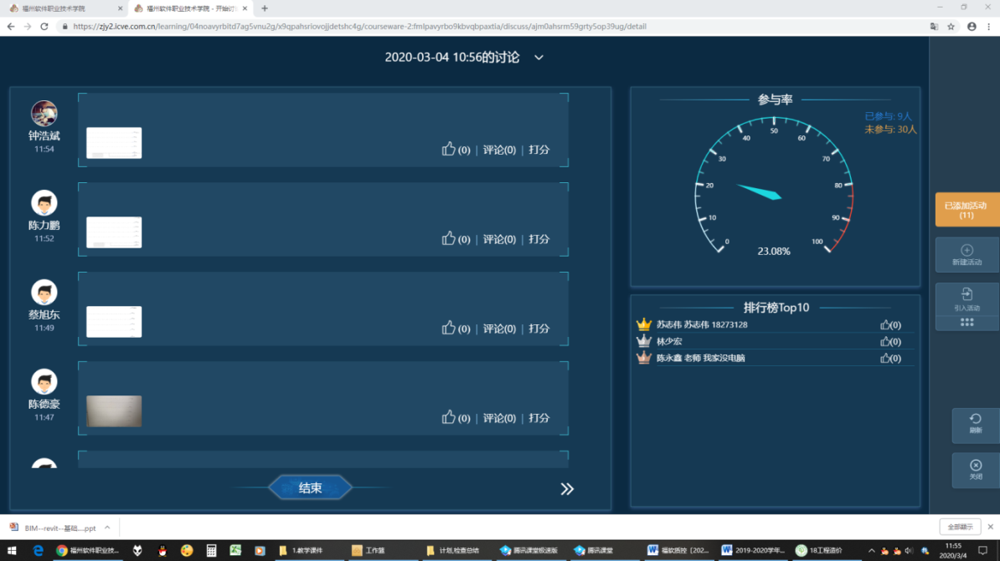 福州软件职业技术学院
福州软件职业技术学院 - 开始讨
https://zjy2.icve.com.cn/learning/04noavyrbitd7ag5vnu2g/x9qpahsriovojjdetshc4g/courseware-2:fmlpavyrbo9kbvqbpaxtia/discuss/ajm0ahsrm59grty5op39ug/detail
2020-03-04 10:56的讨论
钟浩斌
11:54
(0) | 评论(0) | 打分
陈力鹏
11:52
(0) | 评论(0) | 打分
蔡旭东
11:49
(0) | 评论(0) | 打分
陈德豪
11:47
(0) | 评论(0) | 打分
结束
参与率
已参与: 9人
未参与: 30人
0
10
20
30
40
50
60
70
80
90
100
23.08%
排行榜Top10
苏志伟 苏志伟 18273128
(0)
林少宏
(0)
陈永鑫 老师 我家没电脑
(0)
已添加活动
(11)
新建活动
引入活动
刷新
关闭
BIM--revit--基础....ppt
全部显示
福州软件职业技...
1.教学课件
工作篮
计划,检查总结
腾讯课堂极速版
腾讯课堂
福软质控〔202...
2019-2020学年...
18工程造价
11:55
2020/3/4